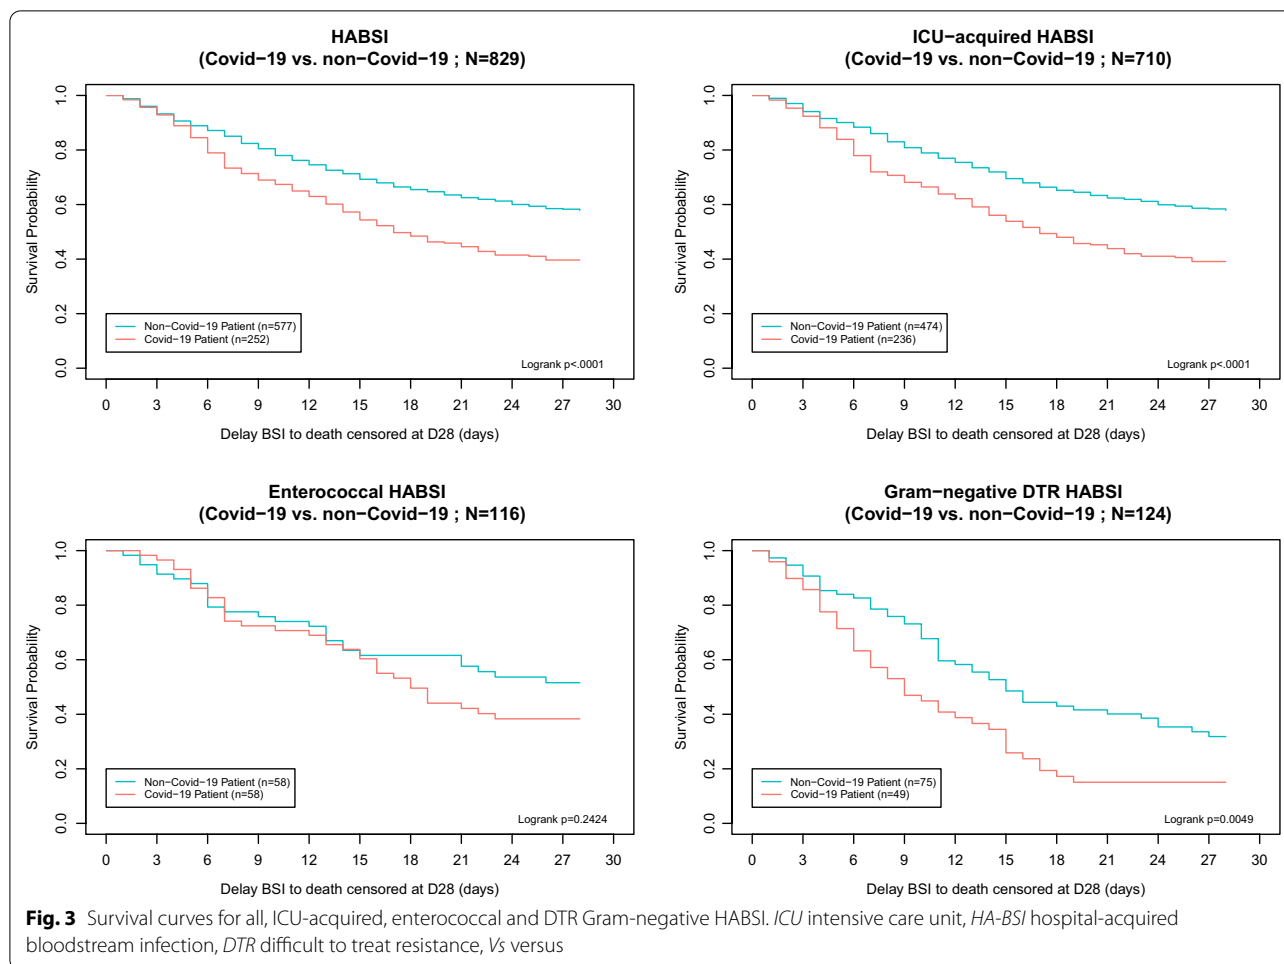 HABSI
(Covid−19 vs. non−Covid−19 ; N=829)
Survival Probability
1.0
0.8
0.6
0.4
0.2
0.0
Non−Covid−19 Patient (n=577)
Covid−19 Patient (n=252)
Logrank p<.0001
0 3 6 9 12 15 18 21 24 27 30
Delay BSI to death censored at D28 (days)
ICU−acquired HABSI
(Covid−19 vs. non−Covid−19 ; N=710)
Survival Probability
1.0
0.8
0.6
0.4
0.2
0.0
Non−Covid−19 Patient (n=474)
Covid−19 Patient (n=236)
Logrank p<.0001
0 3 6 9 12 15 18 21 24 27 30
Delay BSI to death censored at D28 (days)
Enterococcal HABSI
(Covid−19 vs. non−Covid−19 ; N=116)
Survival Probability
1.0
0.8
0.6
0.4
0.2
0.0
Non−Covid−19 Patient (n=58)
Covid−19 Patient (n=58)
Logrank p=0.2424
0 3 6 9 12 15 18 21 24 27 30
Delay BSI to death censored at D28 (days)
Gram−negative DTR HABSI
(Covid−19 vs. non−Covid−19 ; N=124)
Survival Probability
1.0
0.8
0.6
0.4
0.2
0.0
Non−Covid−19 Patient (n=75)
Covid−19 Patient (n=49)
Logrank p=0.0049
0 3 6 9 12 15 18 21 24 27 30
Delay BSI to death censored at D28 (days)
Fig. 3 Survival curves for all, ICU-acquired, enterococcal and DTR Gram-negative HABSI. ICU intensive care unit, HA-BSI hospital-acquired
bloodstream infection, DTR difficult to treat resistance, Vs versus